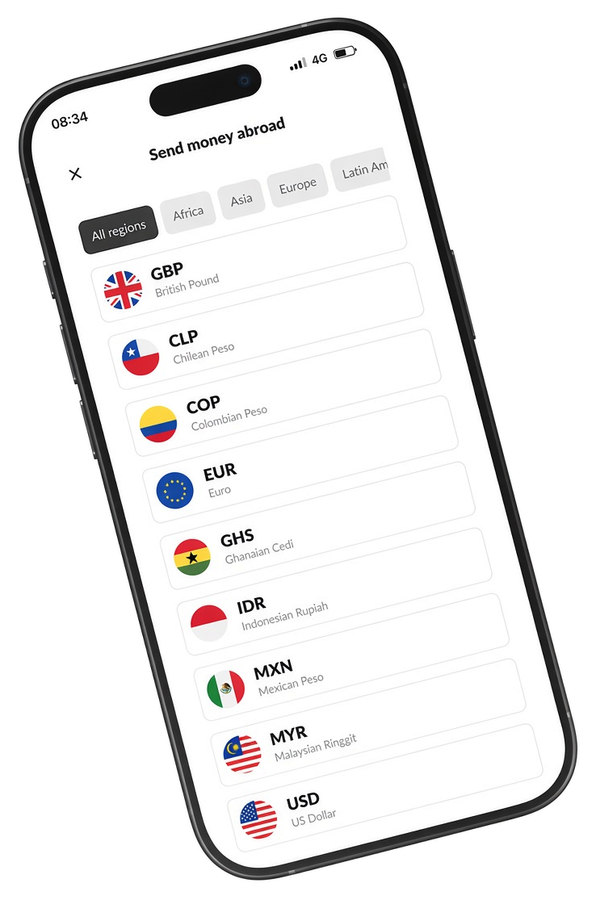 08:34
4G
Send money abroad
All regions
Africa
Asia
Europe
Latin Am
GBP
British Pound
CLP
Chilean Peso
COP
Colombian Peso
EUR
Euro
GHS
Ghanaian Cedi
IDR
Indonesian Rupiah
MXN
Mexican Peso
MYR
Malaysian Ringgit
USD
US Dollar